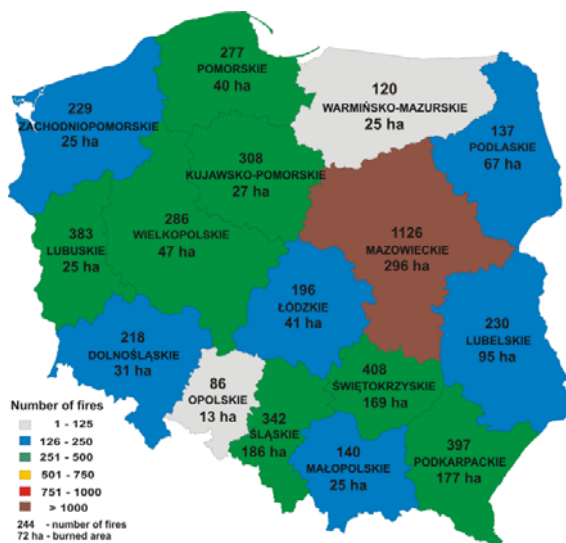 277
POMORSKIE
40 ha
120
WARMIŃSKO-MAZURSKIE
25 ha
229
ZACHODNIOPOMORSKIE
25 ha
137
PODLASKIE
67 ha
308
KUJAWSKO-POMORSKIE
27 ha
286
WIELKOPOLSKIE
47 ha
1126
MAZOWIECKIE
296 ha
383
LUBUSKIE
25 ha
196
ŁÓDZKIE
41 ha
230
LUBELSKIE
95 ha
218
DOLNOŚLĄSKIE
31 ha
86
OPOLSKIE
13 ha
408
ŚWIĘTOKRZYSKIE
169 ha
342
ŚLĄSKIE
186 ha
140
MAŁOPOLSKIE
25 ha
397
PODKARPACKIE
177 ha
Number of fires
1 - 125
126 - 250
251 - 500
501 - 750
751 - 1000
> 1000
244 - number of fires
72 ha - burned area